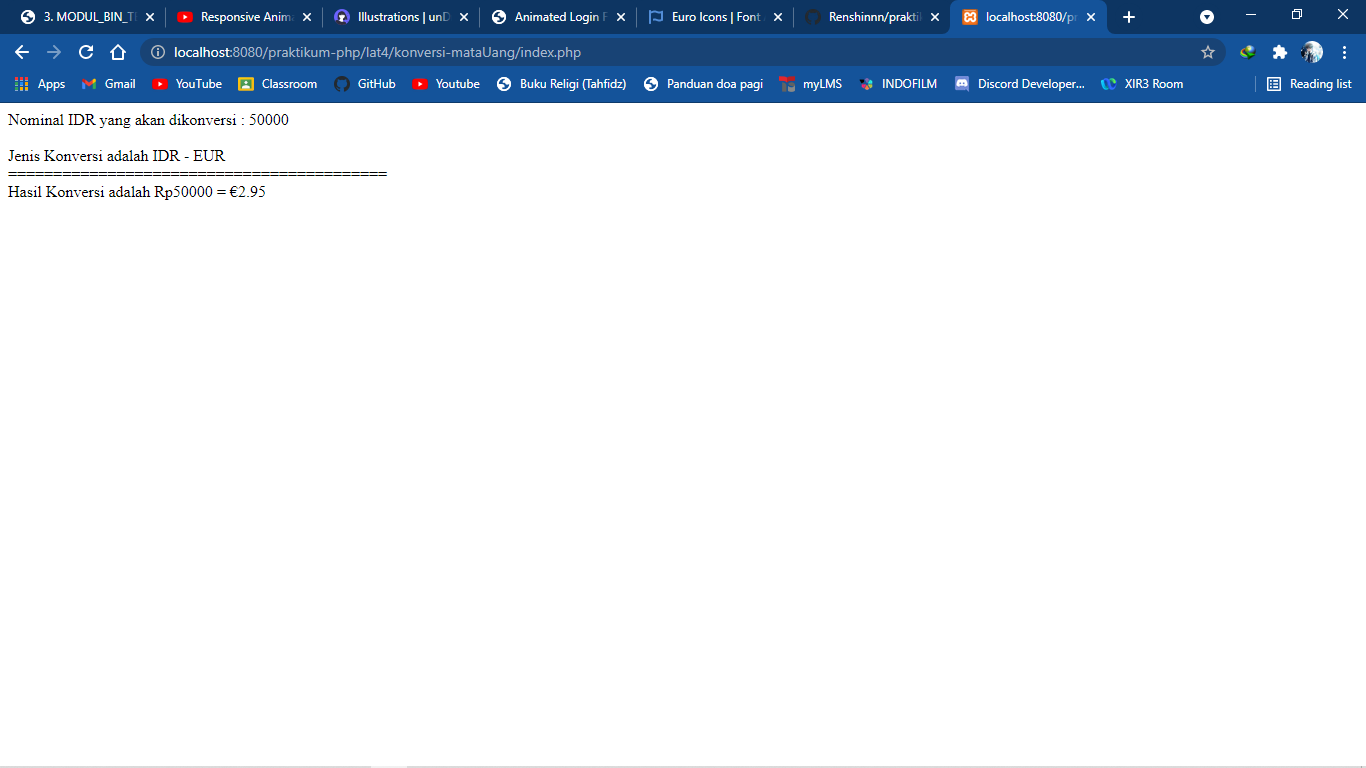 3. MODUL_BIN_T
Responsive Anim
Illustrations | unD
Animated Login F
Euro Icons | Font
Renshinnn/prakti
localhost:8080/pr
localhost:8080/praktikum-php/lat4/konversi-mataUang/index.php
Apps
Gmail
YouTube
Classroom
GitHub
Youtube
Buku Religi (Tahfidz)
Panduan doa pagi
myLMS
INDOFILM
Discord Developer...
XIR3 Room
Reading list
Nominal IDR yang akan dikonversi : 50000
Jenis Konversi adalah IDR - EUR
==========================================
Hasil Konversi adalah Rp50000 = €2.95